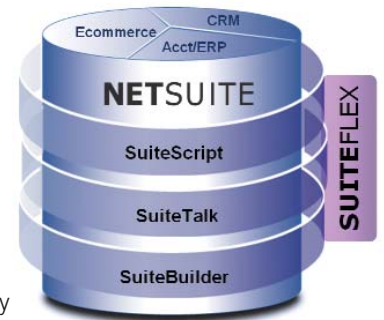 CRM
Ecommerce
Acct/ERP
NETSUITE
SuiteScript
SuiteTalk
SuiteBuilder
SUITEFLEX
y